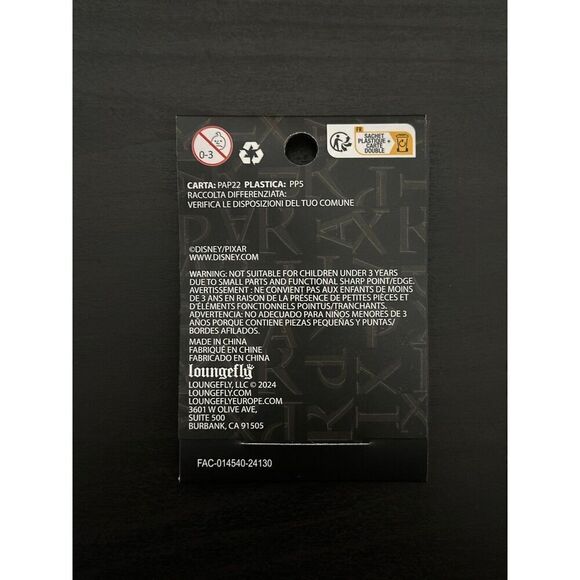 0-3
FR
SACHET
PLASTIQUE +
CARTE
DOUBLE
CARTA: PAP22 PLASTICA: PP5
RACCOLTA DIFFERENZIATA:
VERIFICA LE DISPOSIZIONI DEL TUO COMUNE
©DISNEY/PIXAR
WWW.DISNEY.COM
WARNING: NOT SUITABLE FOR CHILDREN UNDER 3 YEARS
DUE TO SMALL PARTS AND FUNCTIONAL SHARP POINT/EDGE.
AVERTISSEMENT : NE CONVIENT PAS AUX ENFANTS DE MOINS
DE 3 ANS EN RAISON DE LA PRÉSENCE DE PETITES PIÈCES ET
D'ÉLÉMENTS FONCTIONNELS POINTUS/TRANCHANTS.
ADVERTENCIA: NO ADECUADO PARA NIÑOS MENORES DE 3
AÑOS PORQUE CONTIENE PIEZAS PEQUEÑAS Y PUNTAS/
BORDES AFILADOS.
MADE IN CHINA
FABRIQUÉ EN CHINE
FABRICADO EN CHINA
loungefly
LOUNGEFLY, LLC © 2024
LOUNGEFLY.COM
LOUNGEFLYEUROPE.COM
3601 W OLIVE AVE,
SUITE 500
BURBANK, CA 91505
FAC-014540-24130